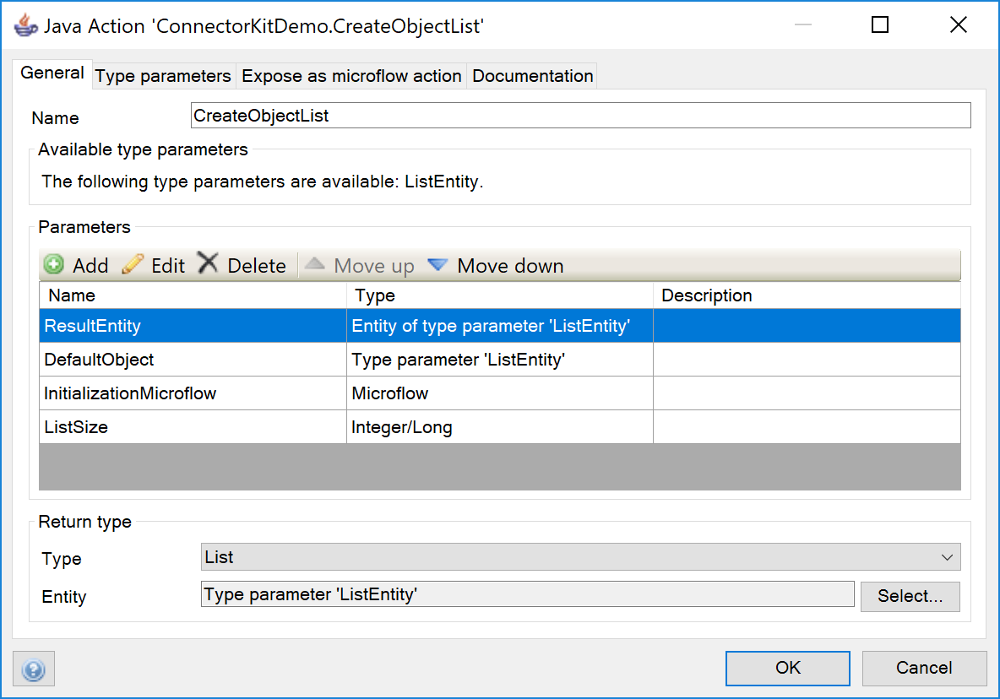 Java Action 'ConnectorKitDemo.CreateObjectList'
General Type parameters Expose as microflow action Documentation
Name CreateObjectList
Available type parameters
The following type parameters are available: ListEntity.
Parameters
Add Edit Delete Move up Move down
Name Type Description
ResultEntity Entity of type parameter 'ListEntity'
DefaultObject Type parameter 'ListEntity'
InitializationMicroflow Microflow
ListSize Integer/Long
Return type
Type List
Entity Type parameter 'ListEntity' Select...
? OK Cancel